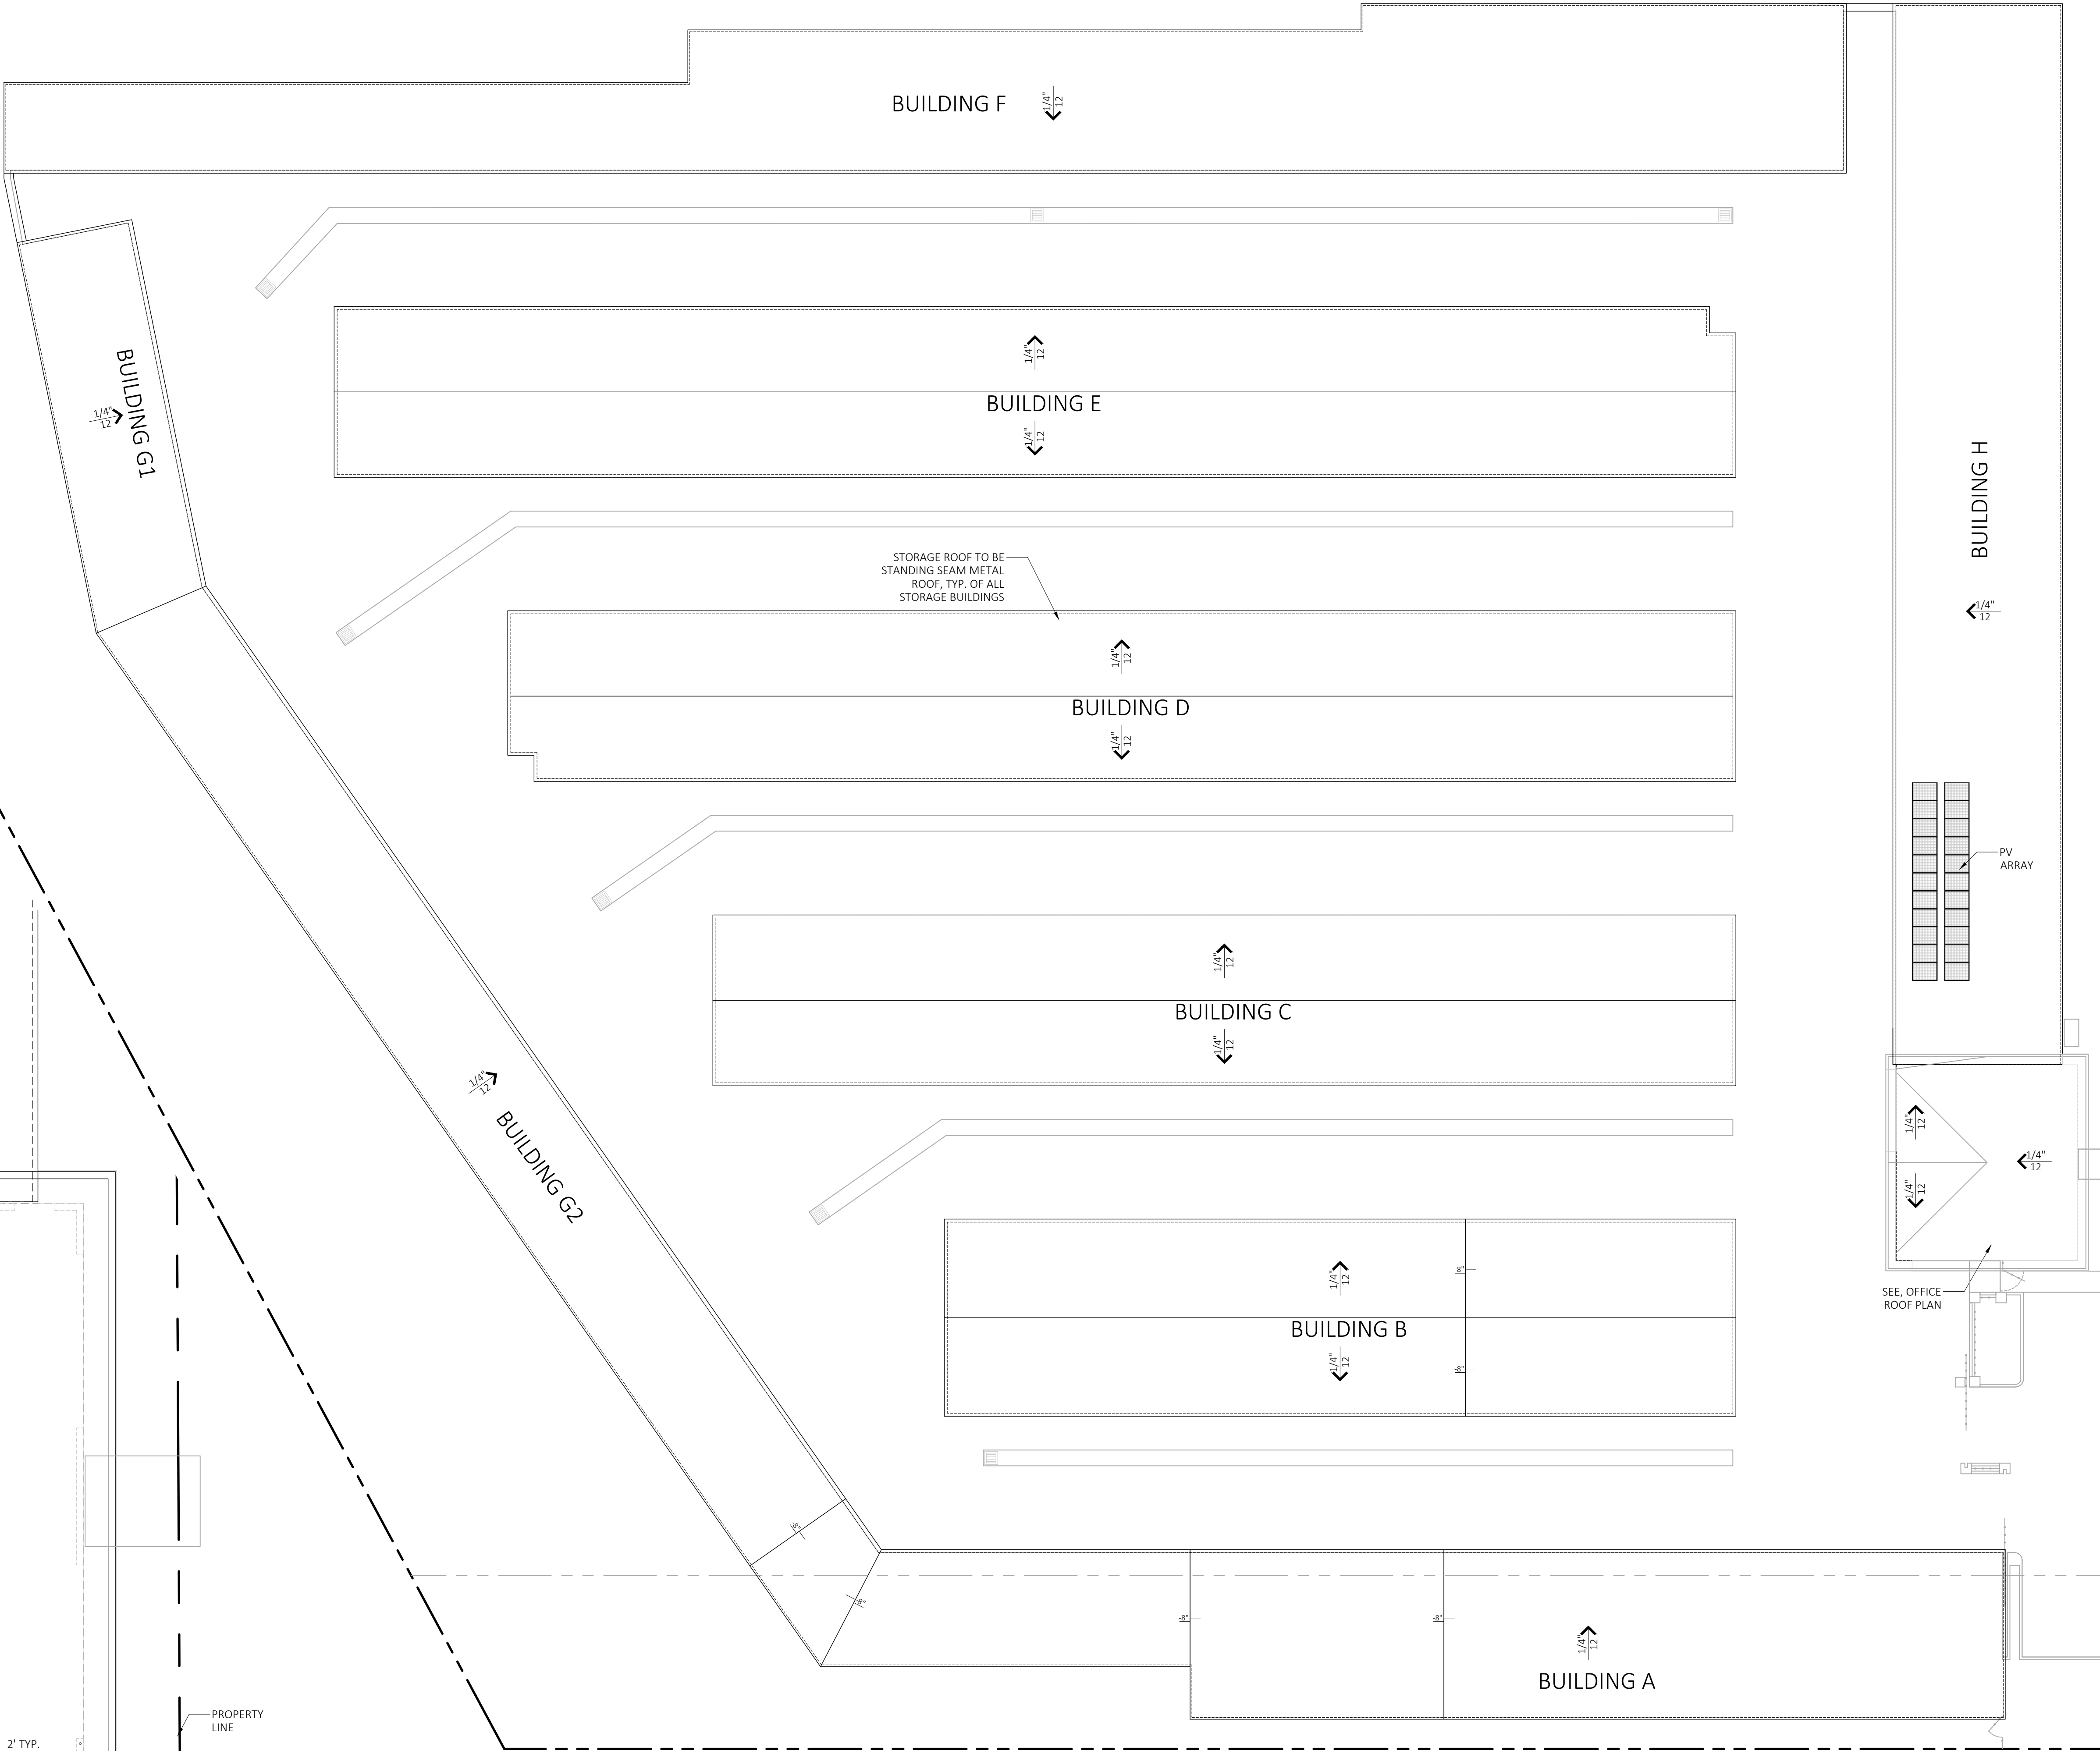 BUILDING F
1/4"
12
1/4"
12
BUILDING E
1/4"
12
BUILDING G1
1/4"
12
BUILDING H
1/4"
12
STORAGE ROOF TO BE
STANDING SEAM METAL
ROOF, TYP. OF ALL
STORAGE BUILDINGS
1/4"
12
BUILDING D
1/4"
12
PV
ARRAY
1/4"
12
BUILDING C
1/4"
12
1/4"
12
BUILDING G2
1/4"
12
1/4"
12
1/4"
12
SEE, OFFICE
ROOF PLAN
1/4"
12
-8"
BUILDING B
1/4"
12
-8"
-8"
-8"
-8"
-8"
1/4"
12
BUILDING A
PROPERTY
LINE
2' TYP.